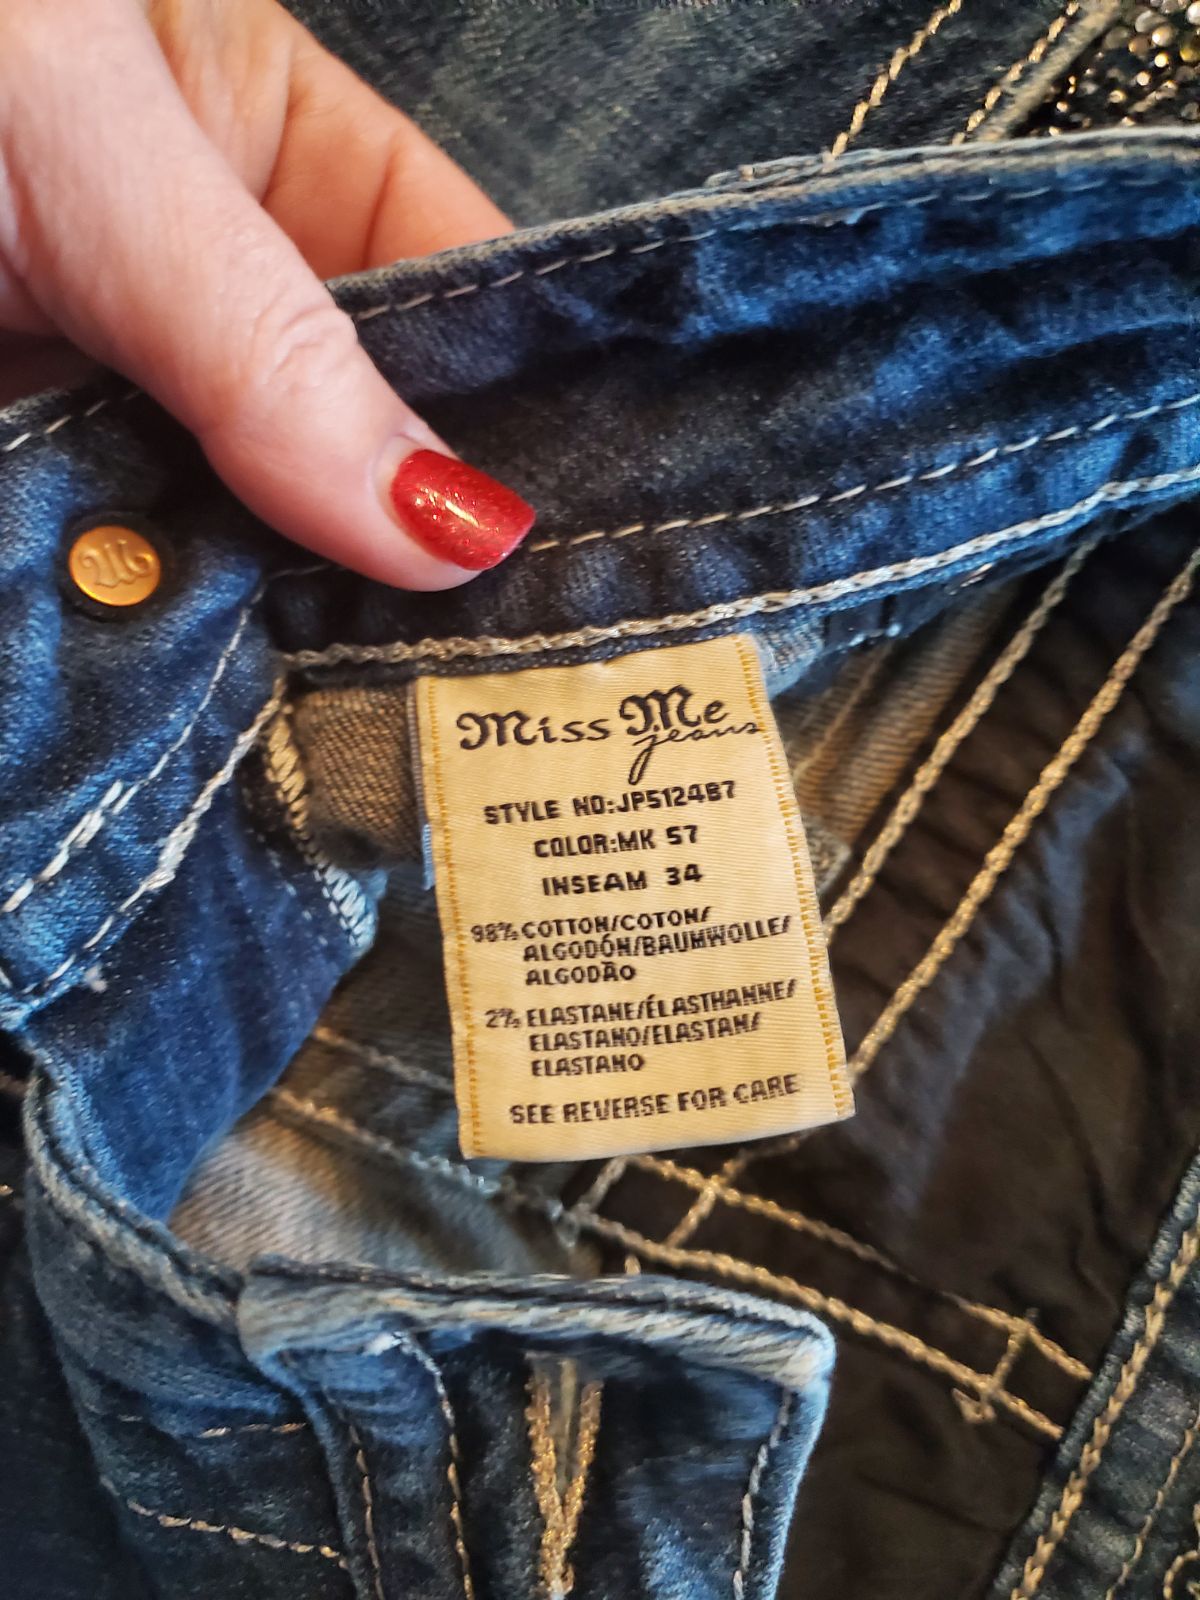 Miss Me
jeans
STYLE NO:JP5124B7
COLOR:MK 57
INSEAM 34
98% COTTON/COTON/
ALGODÓN/BAUMWOLLE/
ALGODÃO
2% ELASTANE/ÉLASTHANNE/
ELASTANO/ELASTAN/
ELASTANO
SEE REVERSE FOR CARE